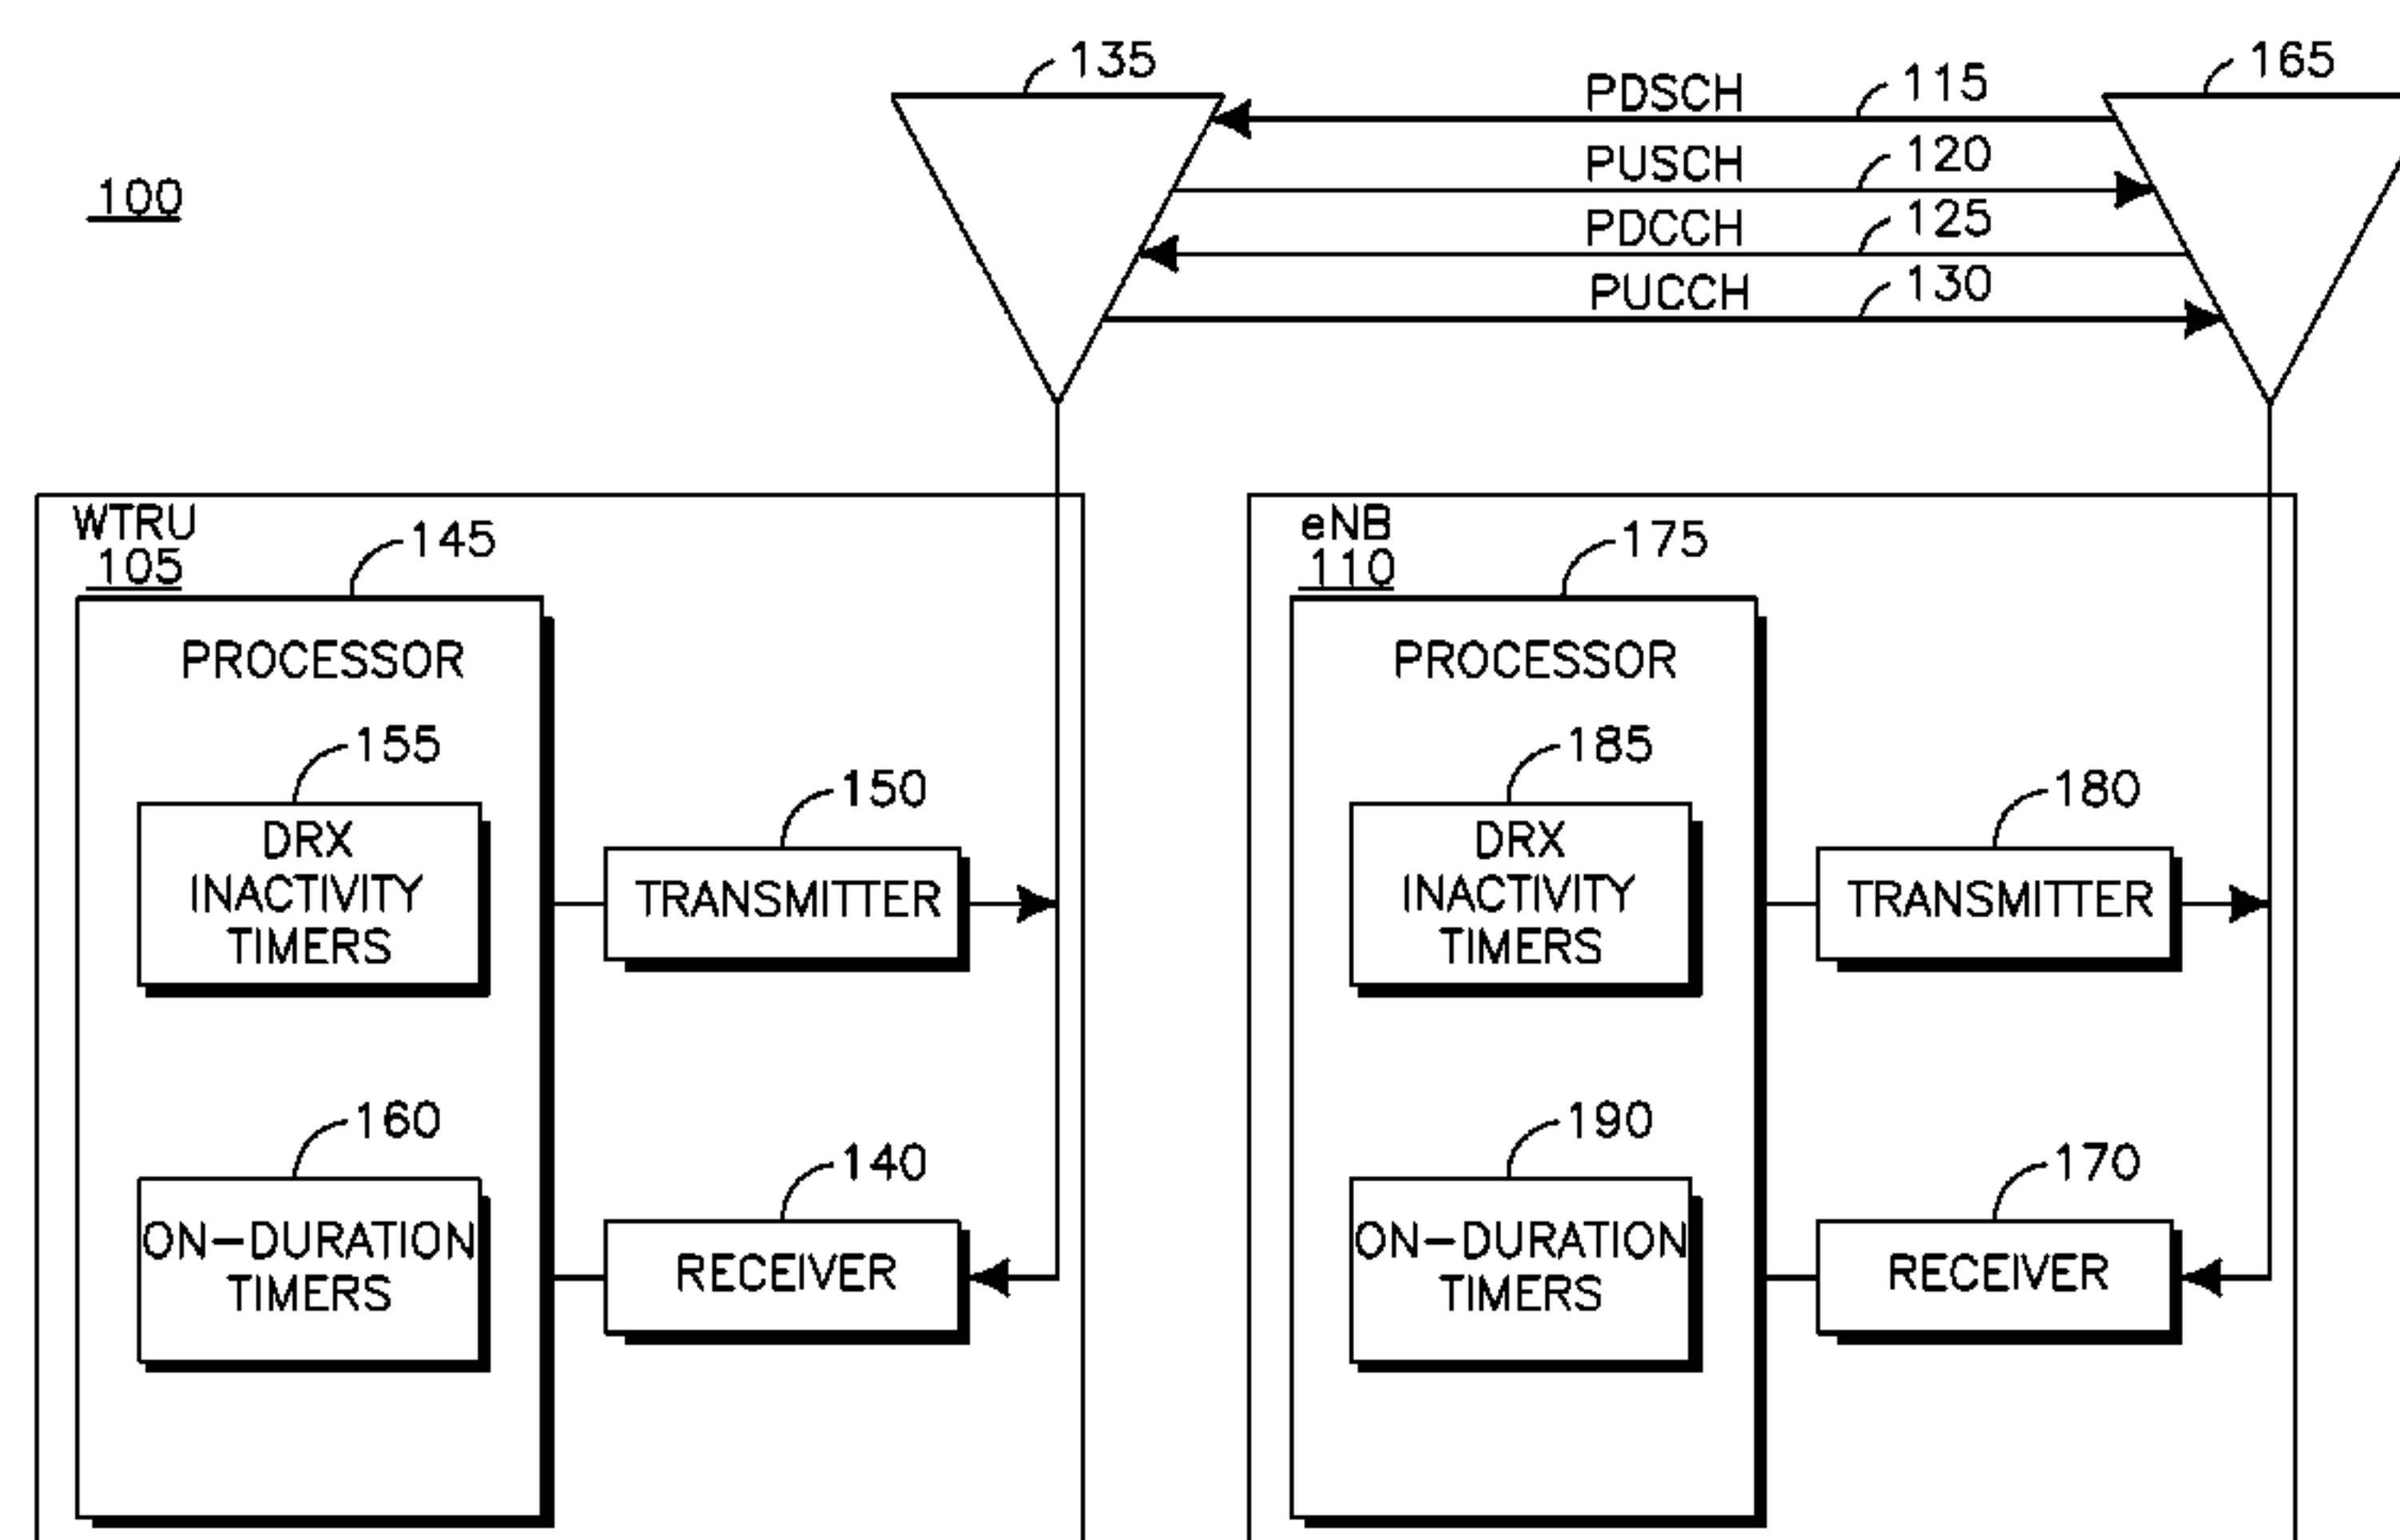 100
135
165
PDSCH
115
PUSCH
120
PDCCH
125
PUCCH
130
WTRU
105
145
PROCESSOR
155
DRX
INACTIVITY
TIMERS
150
TRANSMITTER
160
ON-DURATION
TIMERS
140
RECEIVER
eNB
110
175
PROCESSOR
185
DRX
INACTIVITY
TIMERS
180
TRANSMITTER
190
ON-DURATION
TIMERS
170
RECEIVER